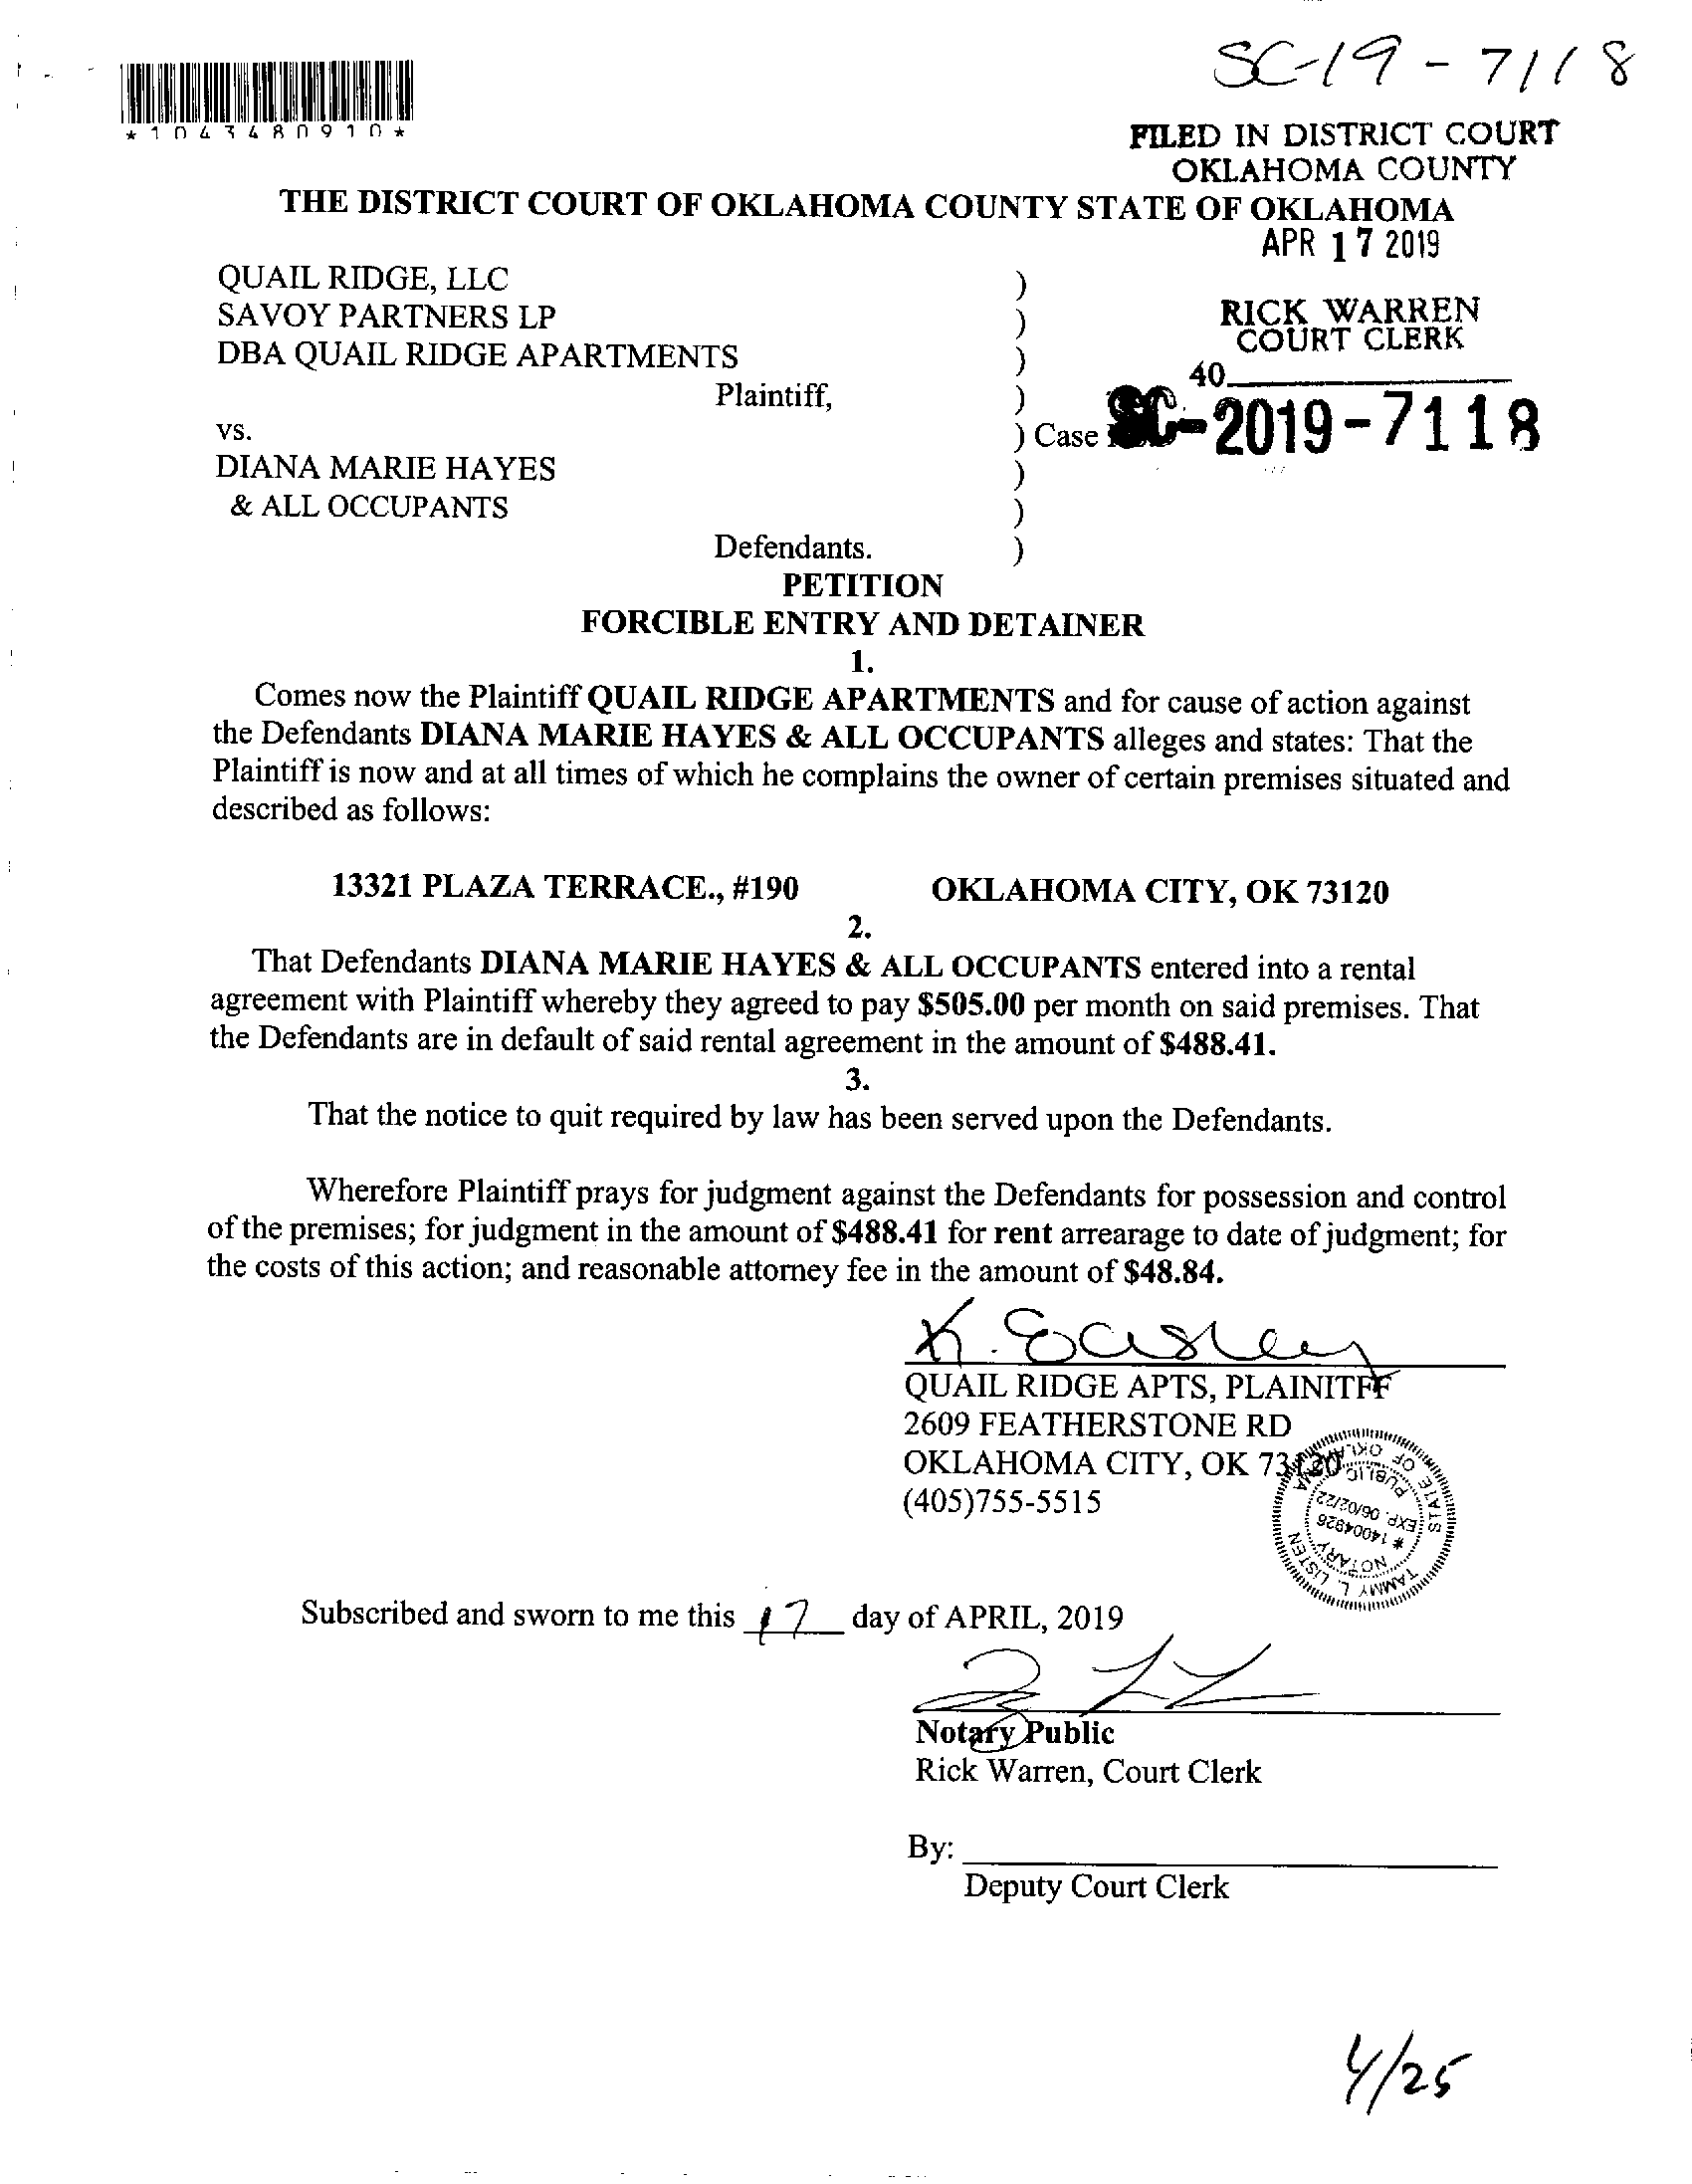 SC-19-7118
*1043480910*
FILED IN DISTRICT COURT
OKLAHOMA COUNTY
THE DISTRICT COURT OF OKLAHOMA COUNTY STATE OF OKLAHOMA
APR 17 2019
QUAIL RIDGE, LLC )
SAVOY PARTNERS LP )
RICK WARREN
COURT CLERK
DBA QUAIL RIDGE APARTMENTS )
40
Plaintiff, )
vs. ) Case SC-2019-7118
DIANA MARIE HAYES )
& ALL OCCUPANTS )
Defendants. )
PETITION
FORCIBLE ENTRY AND DETAINER
1.
Comes now the Plaintiff QUAIL RIDGE APARTMENTS and for cause of action against
the Defendants DIANA MARIE HAYES & ALL OCCUPANTS alleges and states: That the
Plaintiff is now and at all times of which he complains the owner of certain premises situated and
described as follows:
13321 PLAZA TERRACE., #190 OKLAHOMA CITY, OK 73120
2.
That Defendants DIANA MARIE HAYES & ALL OCCUPANTS entered into a rental
agreement with Plaintiff whereby they agreed to pay $505.00 per month on said premises. That
the Defendants are in default of said rental agreement in the amount of $488.41.
3.
That the notice to quit required by law has been served upon the Defendants.
Wherefore Plaintiff prays for judgment against the Defendants for possession and control
of the premises; for judgment in the amount of $488.41 for rent arrearage to date of judgment; for
the costs of this action; and reasonable attorney fee in the amount of $48.84.
K. Easley
QUAIL RIDGE APTS, PLAINITFF
2609 FEATHERSTONE RD
OKLAHOMA CITY, OK 73120
(405)755-5515
TAMMY L. LISTEN
NOTARY
# 14004926
EXP. 06/02/22
PUBLIC
STATE OF OKLAHOMA
Subscribed and sworn to me this 17 day of APRIL, 2019
Notary Public
Rick Warren, Court Clerk
By:
Deputy Court Clerk
4/25